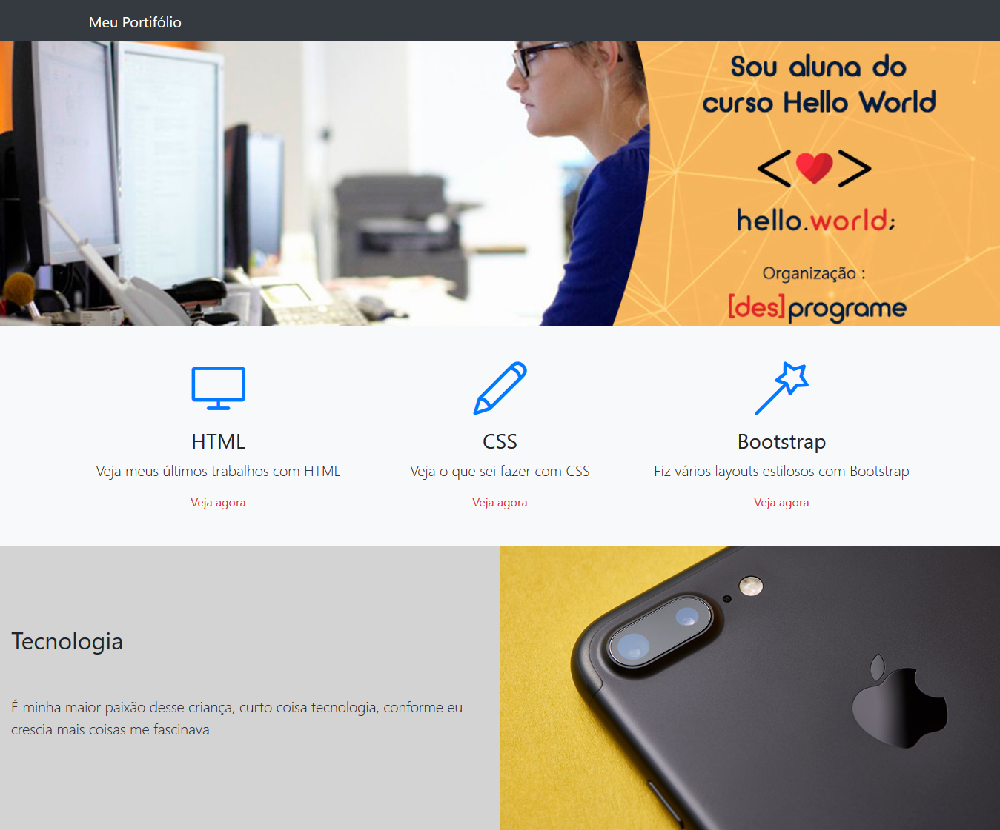 Meu Portifólio
Sou aluna do
curso Hello World
< >
hello.world;
Organização :
[des]programe
HTML
Veja meus últimos trabalhos com HTML
Veja agora
CSS
Veja o que sei fazer com CSS
Veja agora
Bootstrap
Fiz vários layouts estilosos com Bootstrap
Veja agora
Tecnologia
É minha maior paixão desse criança, curto coisa tecnologia, conforme eu
crescia mais coisas me fascinava